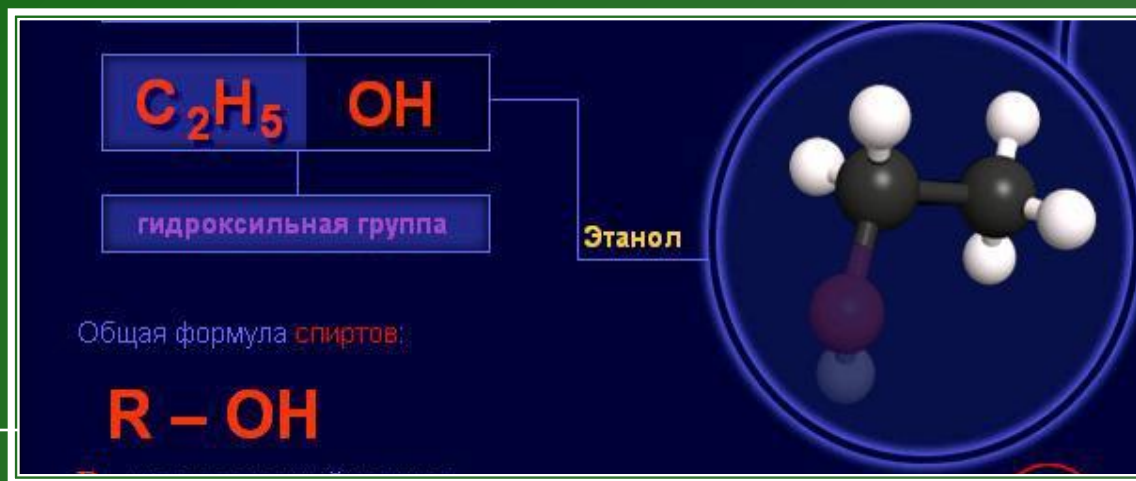 C2H5 OH
гидроксильная группа
Этанол
Общая формула спиртов:
R – OH